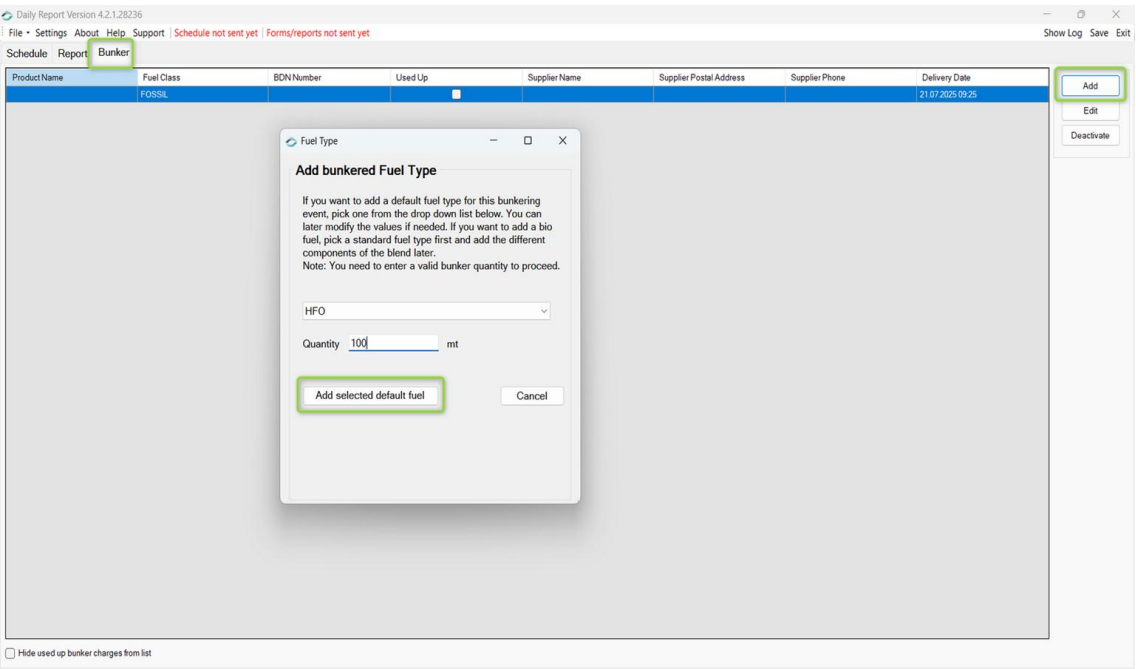 Daily Report Version 4.2.1.28236
File Settings About Help Support Schedule not sent yet Forms/reports not sent yet Show Log Save Exit
Schedule Report Bunker
Product Name Fuel Class BDN Number Used Up Supplier Name Supplier Postal Address Supplier Phone Delivery Date
FOSSIL 21.07.2025 09:25
Add
Edit
Deactivate
Fuel Type
Add bunkered Fuel Type
If you want to add a default fuel type for this bunkering
event, pick one from the drop down list below. You can
later modify the values if needed. If you want to add a bio
fuel, pick a standard fuel type first and add the different
components of the blend later.
Note: You need to enter a valid bunker quantity to proceed.
HFO
Quantity 100 mt
Add selected default fuel Cancel
Hide used up bunker charges from list